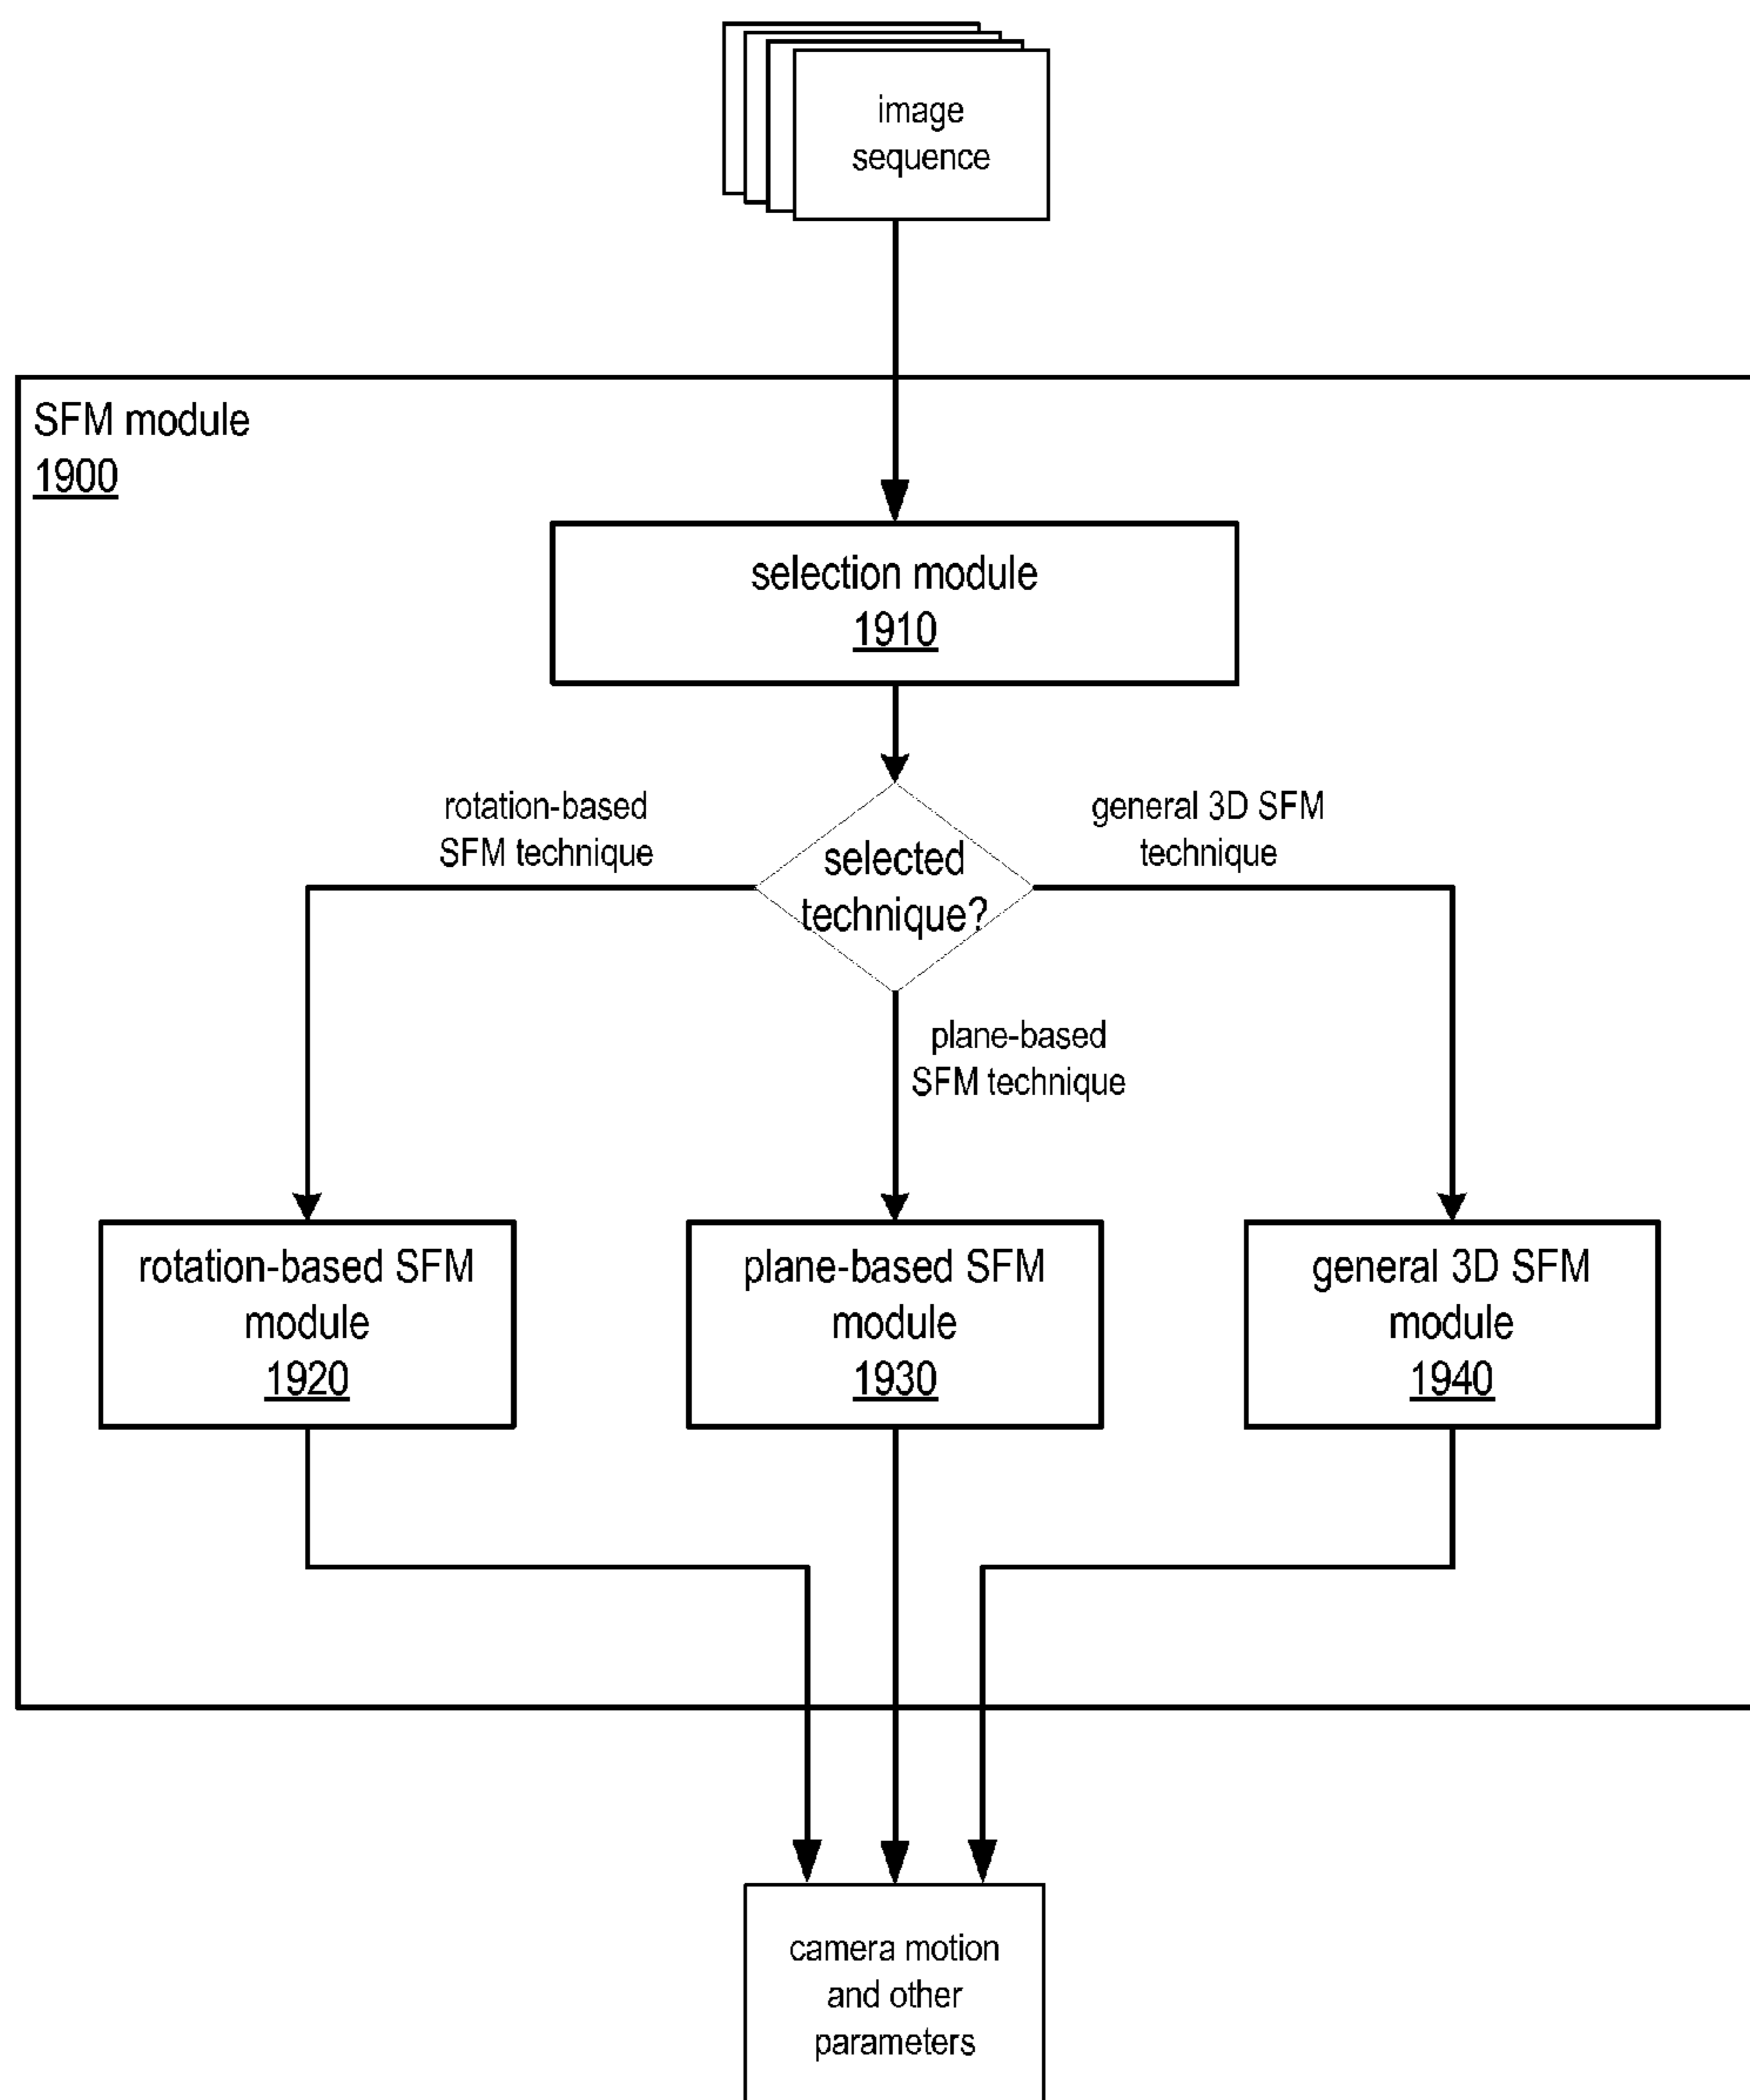 image
sequence
SFM module
1900
selection module
1910
rotation-based
SFM technique
general 3D SFM
technique
selected
technique?
plane-based
SFM technique
rotation-based SFM
module
1920
plane-based SFM
module
1930
general 3D SFM
module
1940
camera motion
and other
parameters